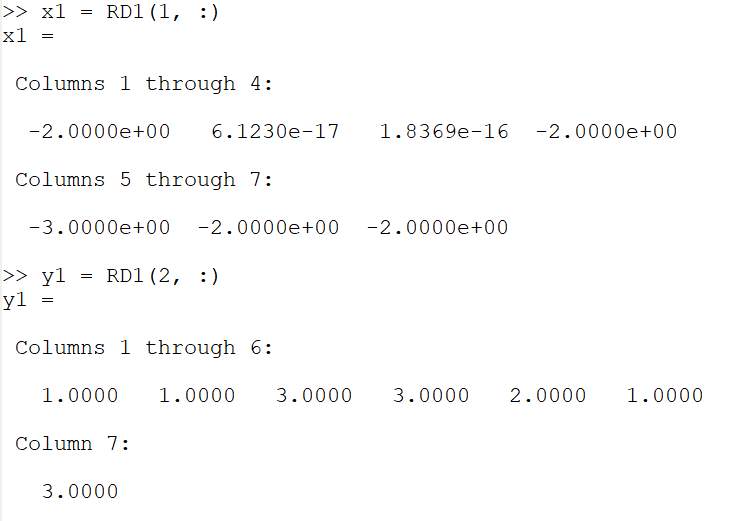 >> x1 = RD1(1, :)
x1 =
Columns 1 through 4:
-2.0000e+00 6.1230e-17 1.8369e-16 -2.0000e+00
Columns 5 through 7:
-3.0000e+00 -2.0000e+00 -2.0000e+00
>> y1 = RD1(2, :)
y1 =
Columns 1 through 6:
1.0000 1.0000 3.0000 3.0000 2.0000 1.0000
Column 7:
3.0000